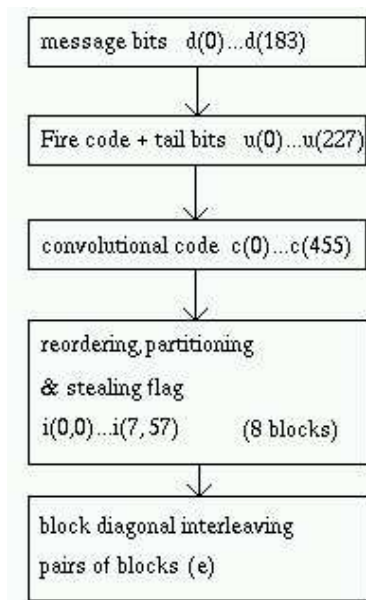 message bits d(0)...d(183)
Fire code + tail bits u(0)...u(227)
convolutional code c(0)...c(455)
reordering, partitioning
& stealing flag
i(0,0)...i(7,57) (8 blocks)
block diagonal interleaving
pairs of blocks (e)